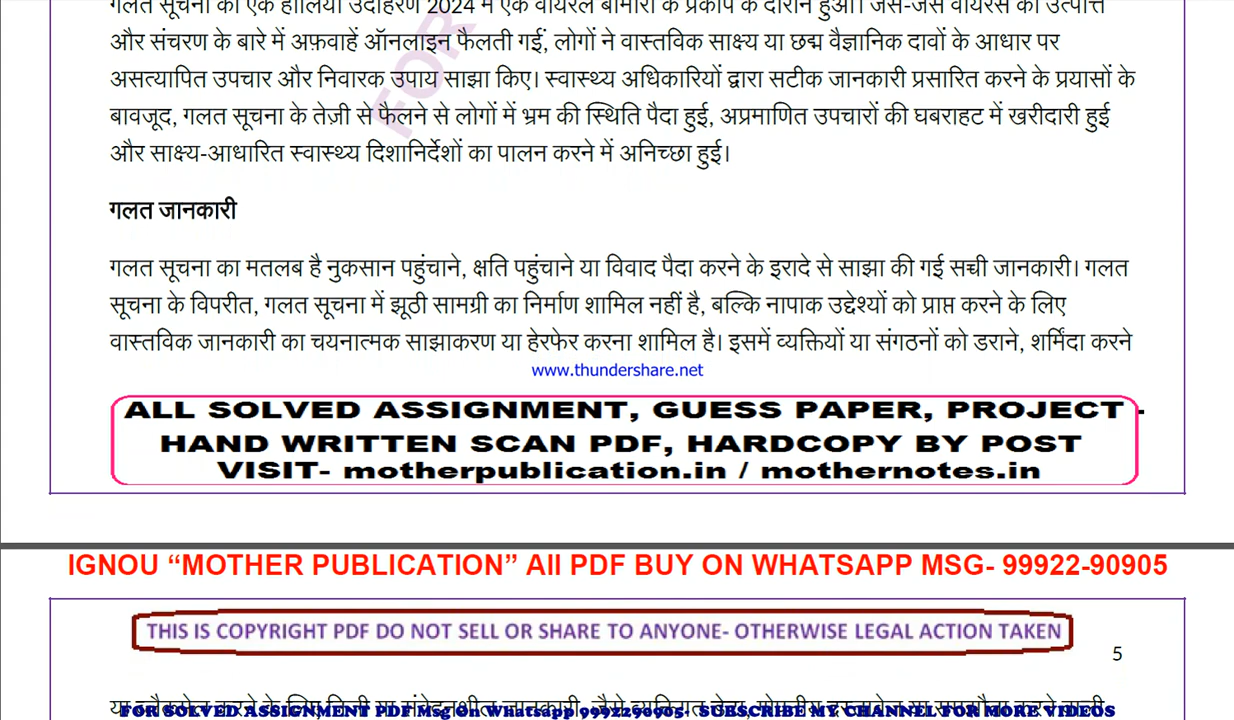 गलत सूचना का एक हालिया उदाहरण 2024 में एक वायरल बीमारी के प्रकोप के दौरान हुआ। जैसे-जैसे वायरस की उत्पत्ति
और संचरण के बारे में अफ़वाहें ऑनलाइन फैलती गईं, लोगों ने वास्तविक साक्ष्य या छद्म वैज्ञानिक दावों के आधार पर
असत्यापित उपचार और निवारक उपाय साझा किए। स्वास्थ्य अधिकारियों द्वारा सटीक जानकारी प्रसारित करने के प्रयासों के
बावजूद, गलत सूचना के तेज़ी से फैलने से लोगों में भ्रम की स्थिति पैदा हुई, अप्रमाणित उपचारों की घबराहट में खरीदारी हुई
और साक्ष्य-आधारित स्वास्थ्य दिशानिर्देशों का पालन करने में अनिच्छा हुई।
FOR
गलत जानकारी
गलत सूचना का मतलब है नुकसान पहुंचाने, क्षति पहुंचाने या विवाद पैदा करने के इरादे से साझा की गई सच्ची जानकारी। गलत
सूचना के विपरीत, गलत सूचना में झूठी सामग्री का निर्माण शामिल नहीं है, बल्कि नापाक उद्देश्यों को प्राप्त करने के लिए
वास्तविक जानकारी का चयनात्मक साझाकरण या हेरफेर करना शामिल है। इसमें व्यक्तियों या संगठनों को डराने, शर्मिंदा करने
www.thundershare.net
ALL SOLVED ASSIGNMENT, GUESS PAPER, PROJECT -
HAND WRITTEN SCAN PDF, HARDCOPY BY POST
VISIT- motherpublication.in / mothernotes.in
IGNOU “MOTHER PUBLICATION” All PDF BUY ON WHATSAPP MSG- 99922-90905
THIS IS COPYRIGHT PDF DO NOT SELL OR SHARE TO ANYONE- OTHERWISE LEGAL ACTION TAKEN
5
FOR SOLVED ASSIGNMENT PDF Msg On Whatsapp 9992290905. SUBSCRIBE MY CHANNEL FOR MORE VIDEOS